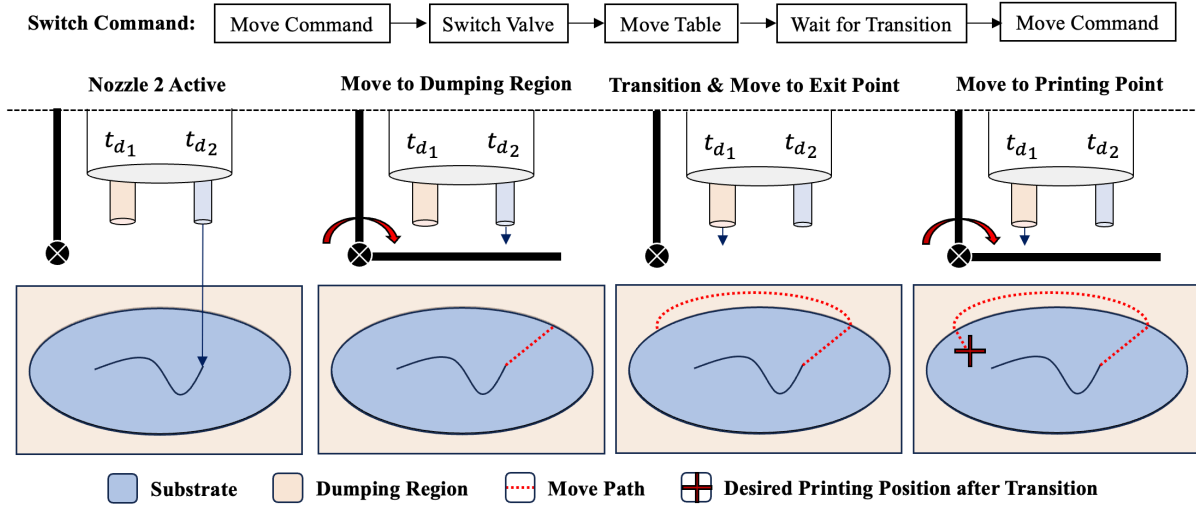 Switch Command: Move Command Switch Valve Move Table Wait for Transition Move Command
Nozzle 2 Active Move to Dumping Region Transition & Move to Exit Point Move to Printing Point
t_{d_1} t_{d_2} t_{d_1} t_{d_2} t_{d_1} t_{d_2} t_{d_1} t_{d_2}
Substrate Dumping Region Move Path Desired Printing Position after Transition